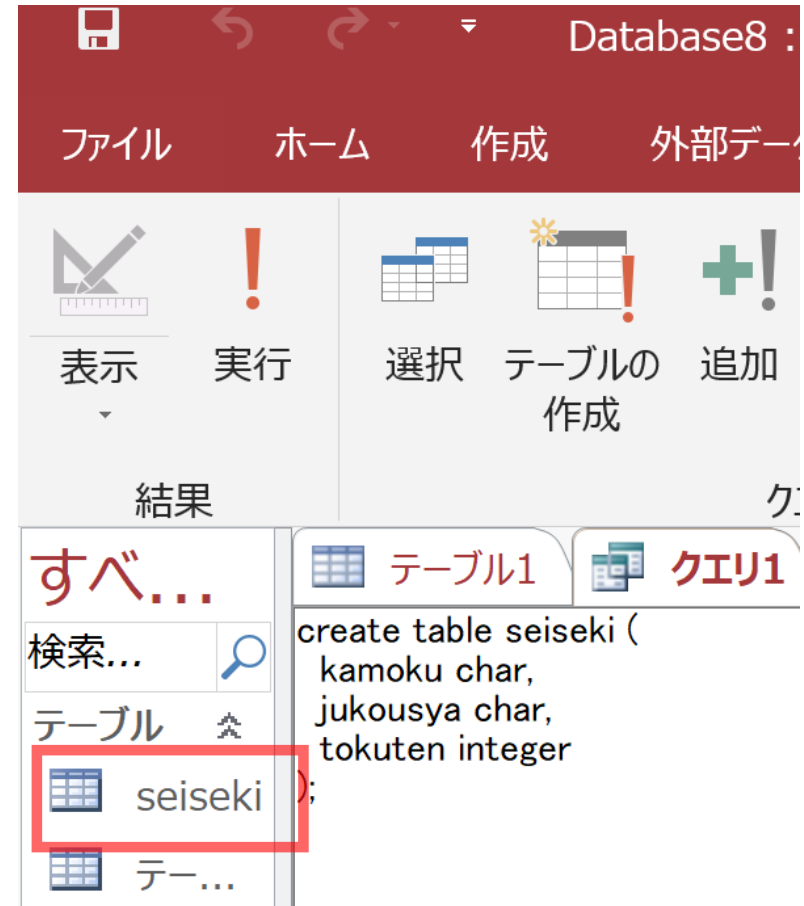 Database8 :
ファイル ホーム 作成 外部デー
表示 実行 選択 テーブルの 追加
作成
結果
すべ...
検索...
テーブル
seiseki
テー...
テーブル1 クエリ1
create table seiseki (
kamoku char,
jukousya char,
tokuten integer
);